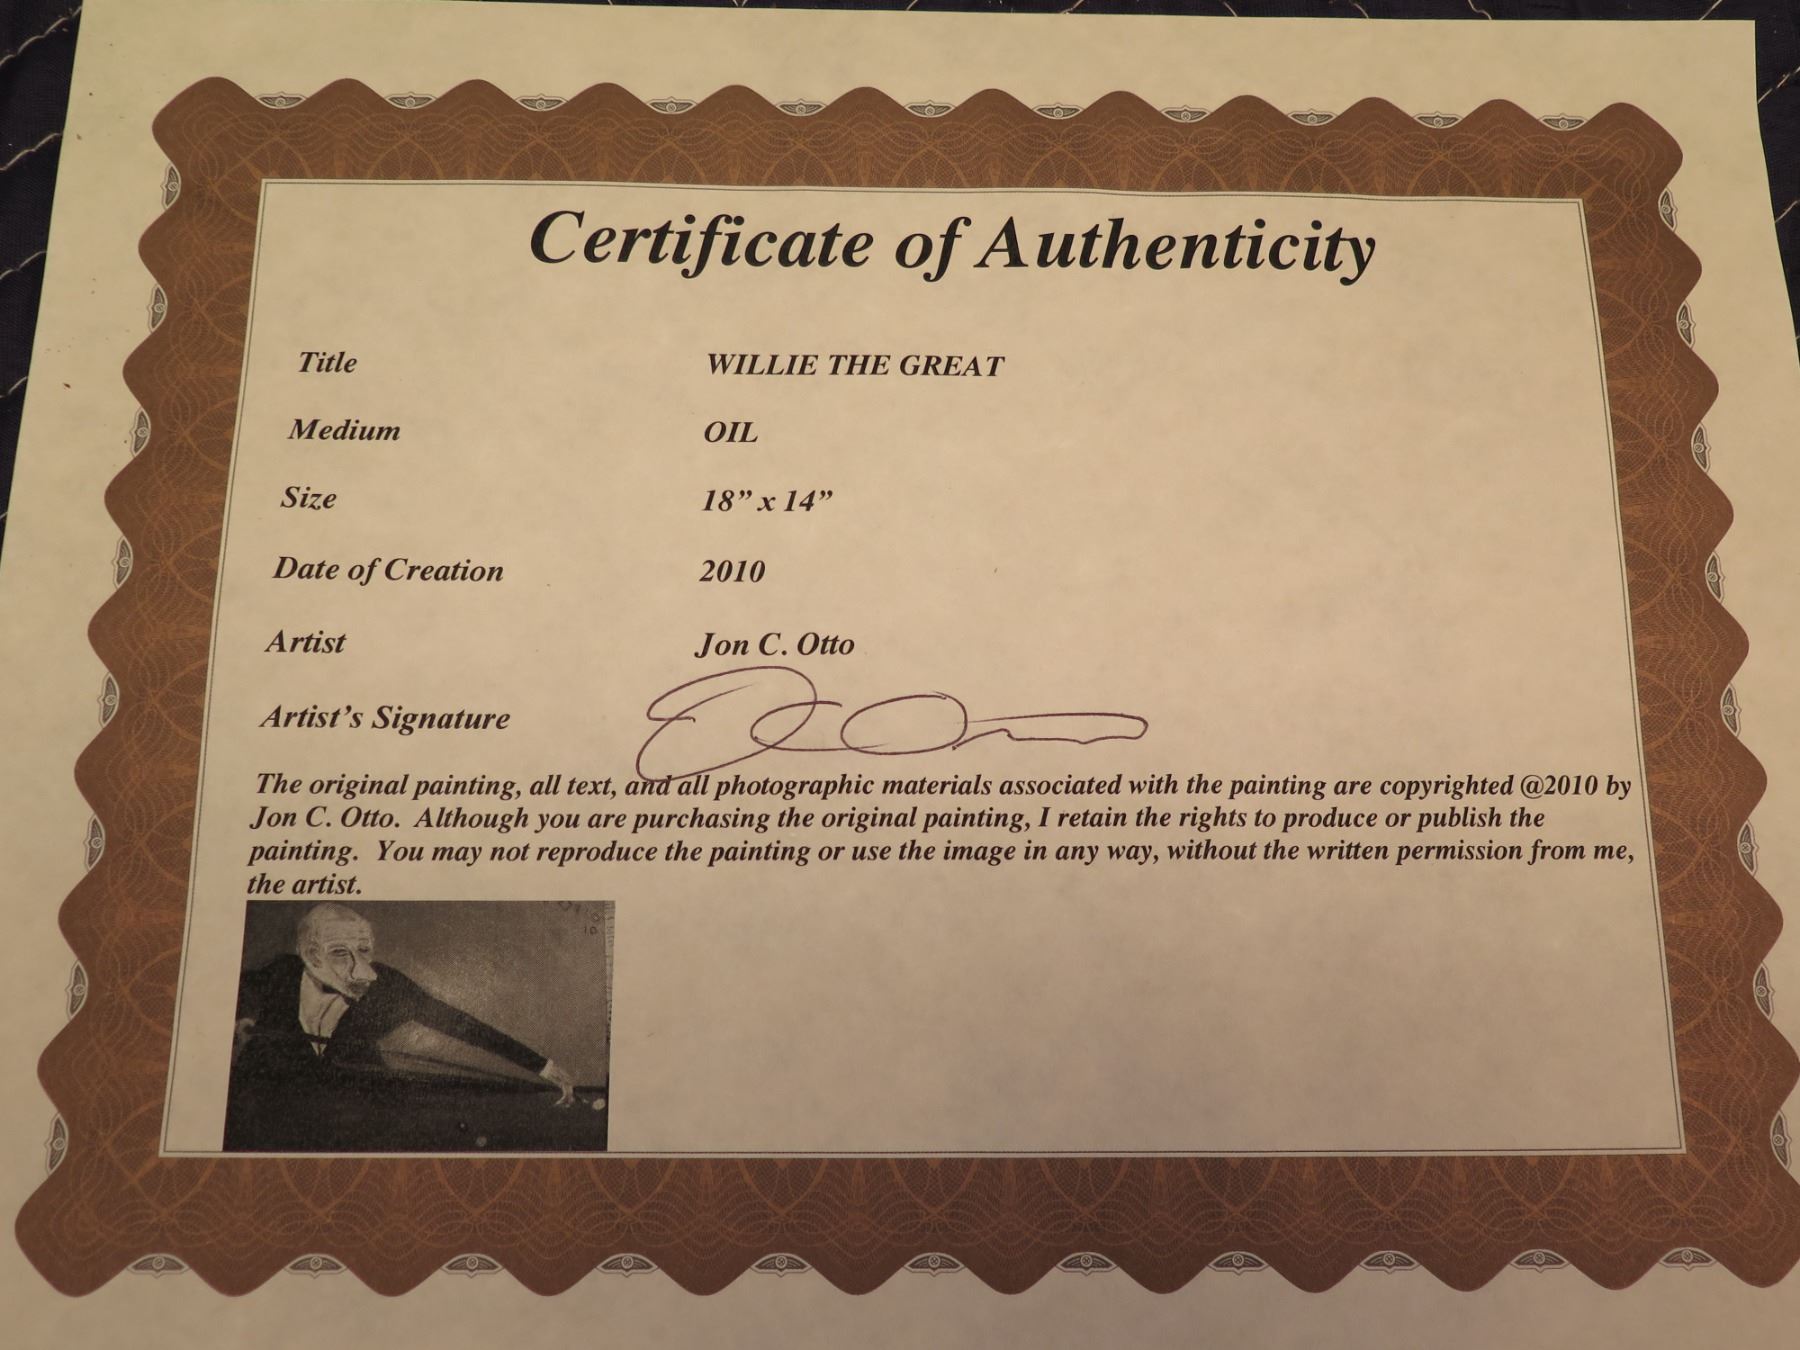 Certificate of Authenticity
Title WILLIE THE GREAT
Medium OIL
Size 18” x 14”
Date of Creation 2010
Artist Jon C. Otto
Artist’s Signature
The original painting, all text, and all photographic materials associated with the painting are copyrighted @2010 by
Jon C. Otto.  Although you are purchasing the original painting, I retain the rights to produce or publish the
painting.  You may not reproduce the painting or use the image in any way, without the written permission from me,
the artist.